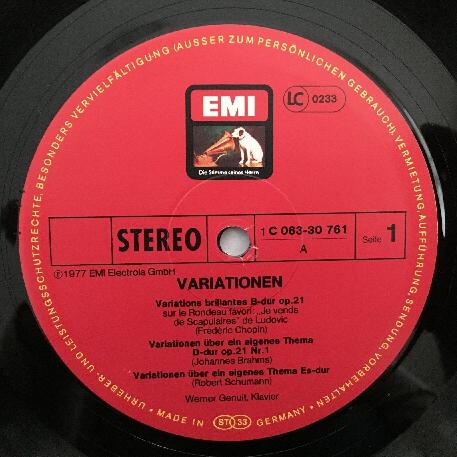 URHEBER- UND LEISTUNGSSCHUTZRECHTE, BESONDERS VERVIELFÄLTIGUNG (AUSSER ZUM PERSÖNLICHEN GEBRAUCH), VERMIETUNG, AUFFÜHRUNG, SENDUNG, VORBEHALTEN
EMI
LC 0233
Die Stimme seines Herrn
STEREO
1 C 063-30 761
A
Seite 1
Ⓟ1977 EMI Electrola GmbH
VARIATIONEN
Variations brillantes B-dur op.21
sur le Rondeau favori: „Je vends
de Scapulaires" de Ludovic
(Frédéric Chopin)
Variationen über ein eigenes Thema
D-dur op.21 Nr.1
(Johannes Brahms)
Variationen über ein eigenes Thema Es-dur
(Robert Schumann)
Werner Genuit, Klavier
• MADE IN ST 33 GERMANY •